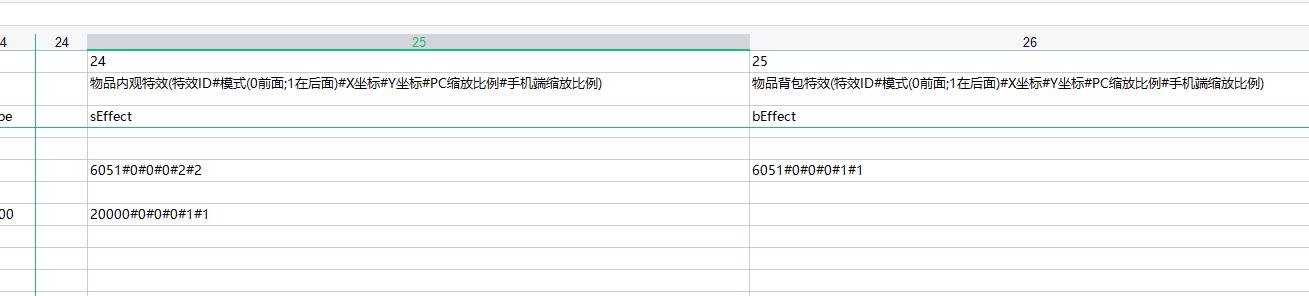 4 24 25 26
24 25
物品内观特效(特效ID#模式(0前面;1在后面)#X坐标#Y坐标#PC缩放比例#手机端缩放比例) 物品背包特效(特效ID#模式(0前面;1在后面)#X坐标#Y坐标#PC缩放比例#手机端缩放比例)
pe sEffect bEffect
6051#0#0#0#2#2 6051#0#0#0#1#1
00 20000#0#0#0#1#1